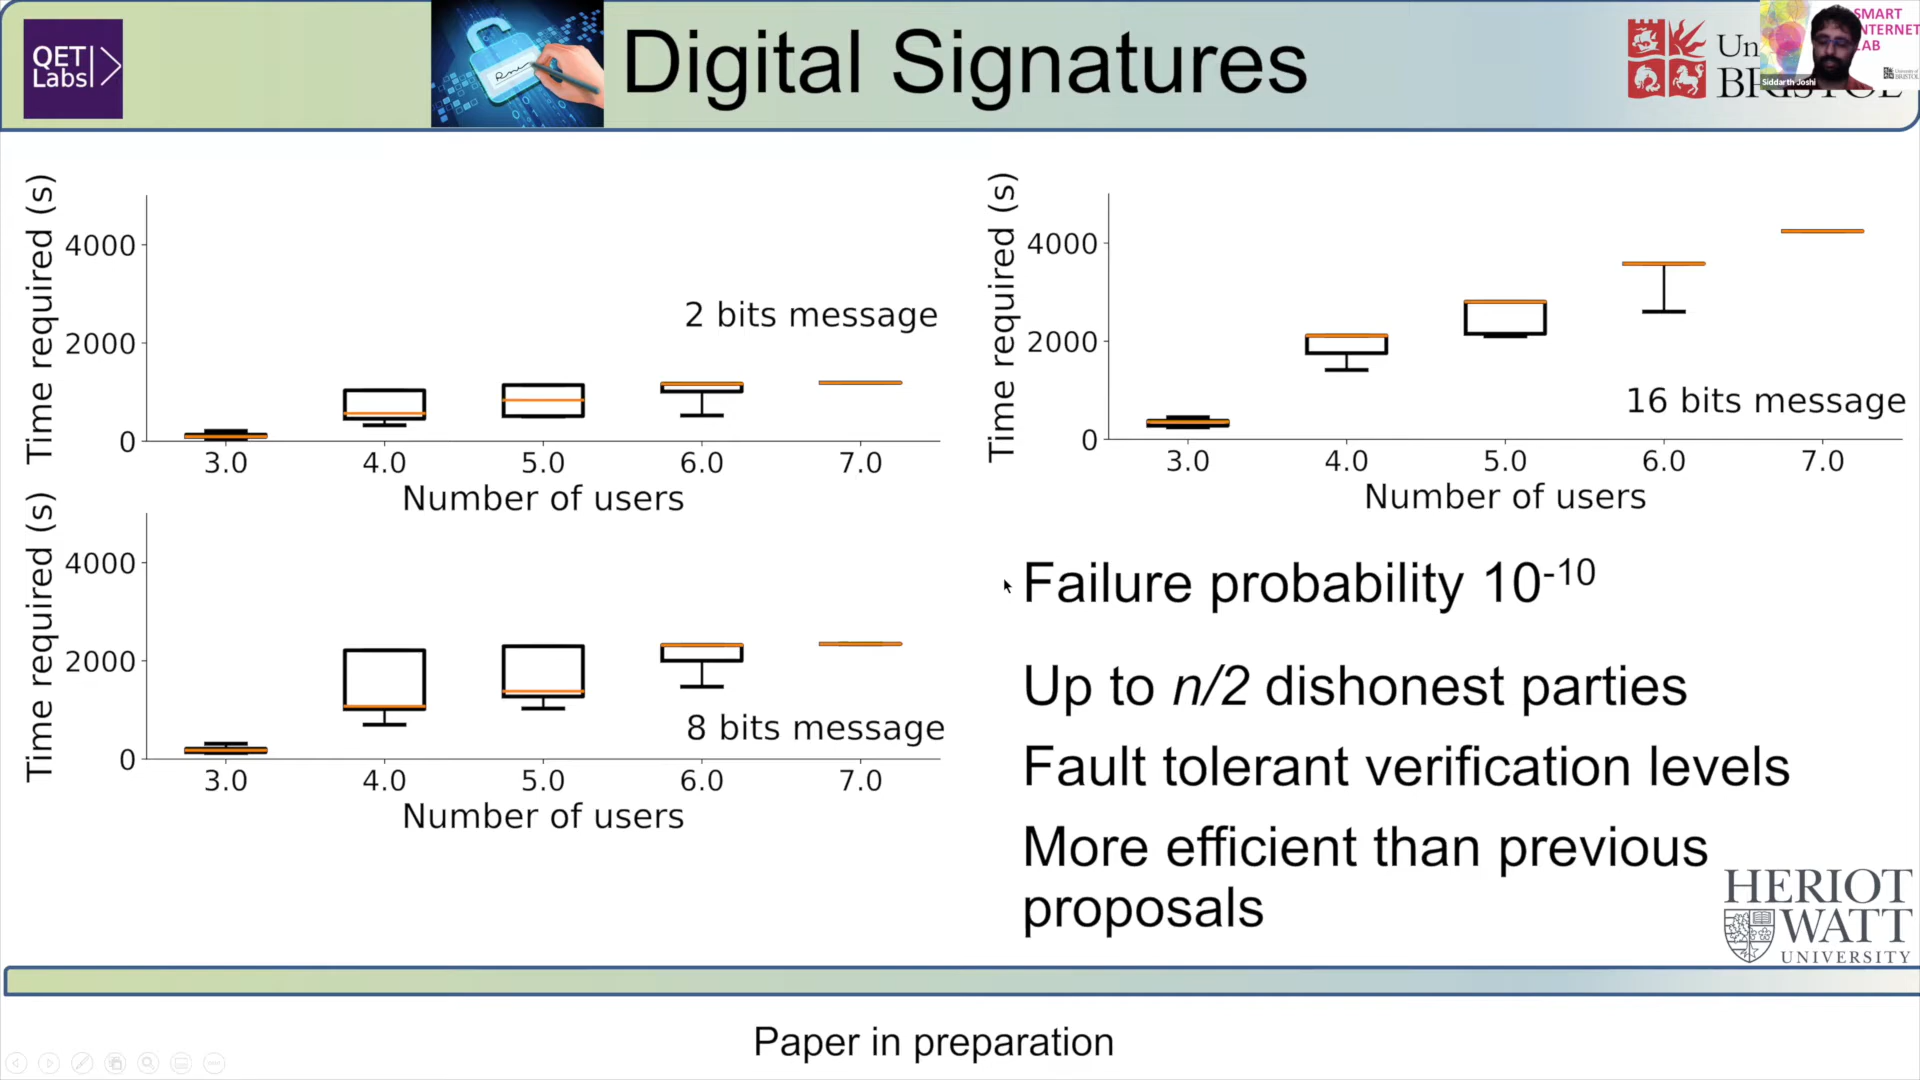 QET
Labs
Digital Signatures
SMART
INTERNET
LAB
Siddarth Joshi
Time required (s)
4000
2000
0
2 bits message
3.0 4.0 5.0 6.0 7.0
Number of users
Time required (s)
4000
2000
0
16 bits message
3.0 4.0 5.0 6.0 7.0
Number of users
Time required (s)
4000
2000
0
8 bits message
3.0 4.0 5.0 6.0 7.0
Number of users
Failure probability 10⁻¹⁰
Up to n/2 dishonest parties
Fault tolerant verification levels
More efficient than previous
proposals
HERIOT
WATT
UNIVERSITY
Paper in preparation